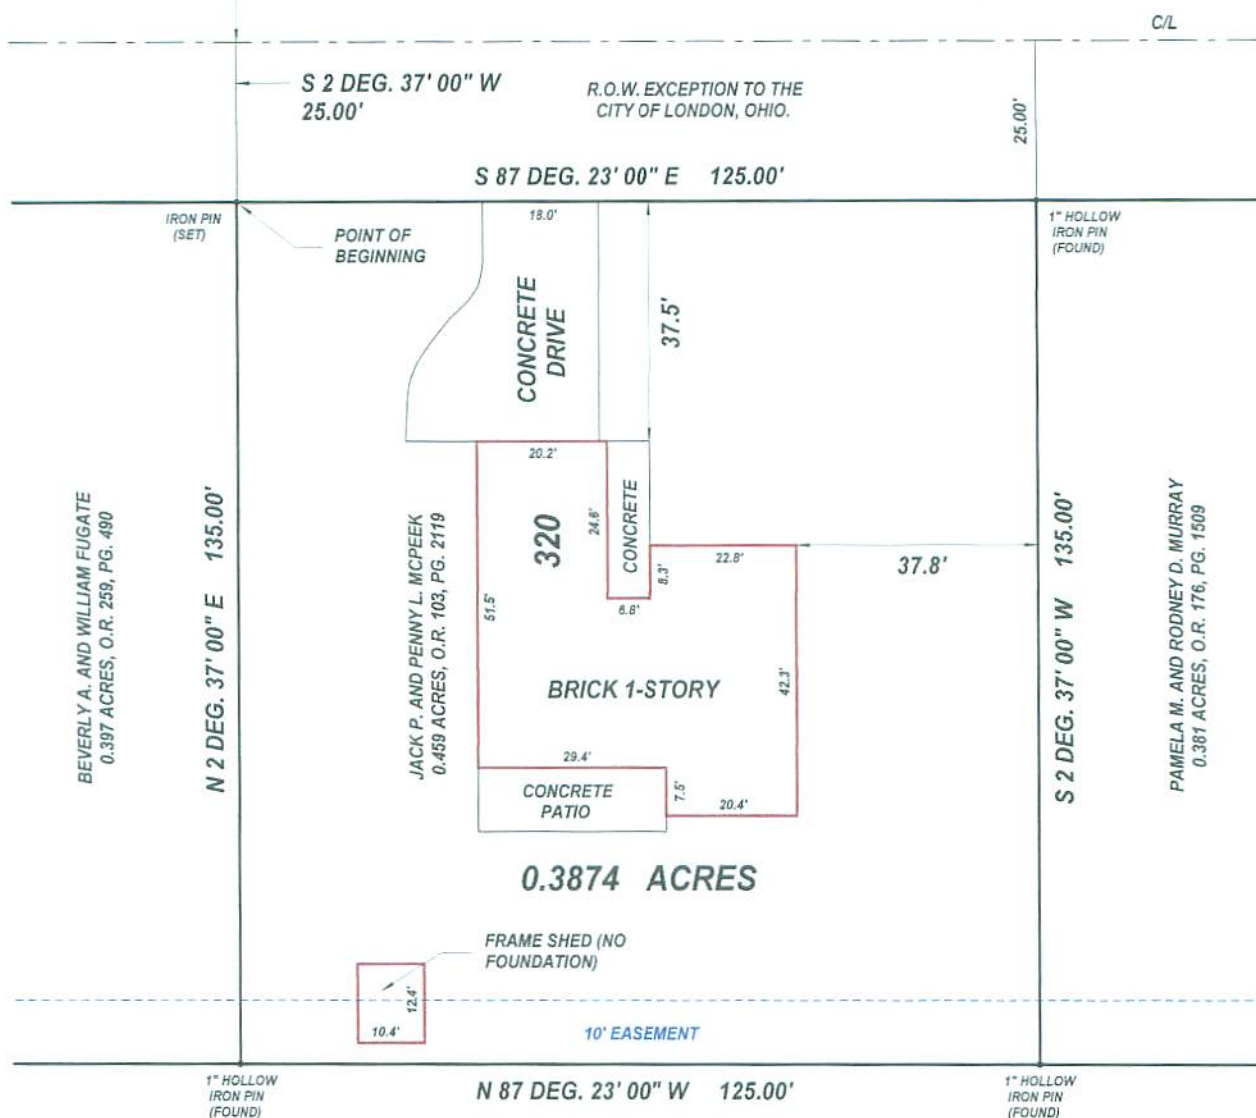 C/L
S 2 DEG. 37' 00" W
25.00'
R.O.W. EXCEPTION TO THE
CITY OF LONDON, OHIO.
25.00'
S 87 DEG. 23' 00" E 125.00'
IRON PIN
(SET)
POINT OF
BEGINNING
18.0'
1" HOLLOW
IRON PIN
(FOUND)
CONCRETE
DRIVE
37.5'
20.2'
BEVERLY A. AND WILLIAM FUGATE
0.397 ACRES, O.R. 259, PG. 490
N 2 DEG. 37' 00" E 135.00'
JACK P. AND PENNY L. MCPEEK
0.459 ACRES, O.R. 103, PG. 2119
320
24.6'
CONCRETE
22.8'
37.8'
8.3'
6.8'
51.5'
S 2 DEG. 37' 00" W 135.00'
PAMELA M. AND RODNEY D. MURRAY
0.381 ACRES, O.R. 176, PG. 1509
BRICK 1-STORY
42.3'
29.4'
CONCRETE
PATIO
7.5'
20.4'
0.3874 ACRES
FRAME SHED (NO
FOUNDATION)
12.4'
10.4'
10' EASEMENT
1" HOLLOW
IRON PIN
(FOUND)
N 87 DEG. 23' 00" W 125.00'
1" HOLLOW
IRON PIN
(FOUND)